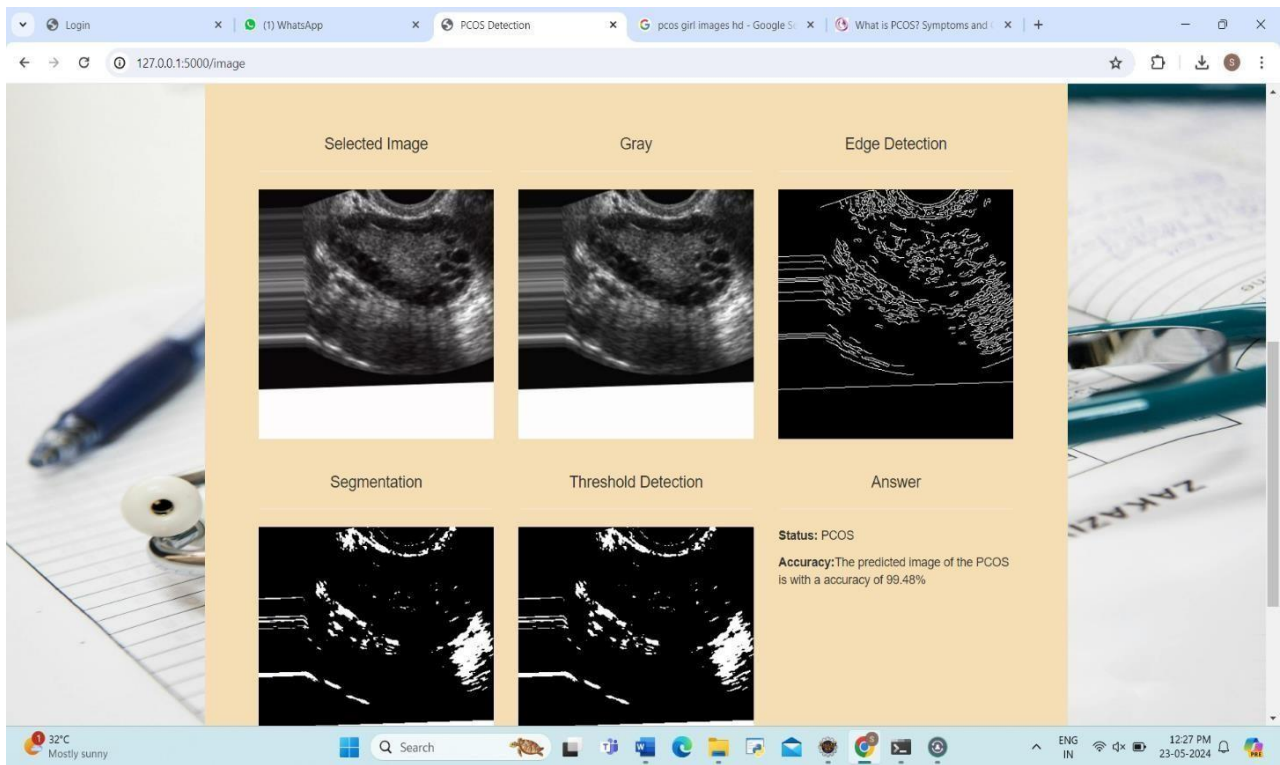 Login
(1) WhatsApp
PCOS Detection
pcos girl images hd - Google Se
What is PCOS? Symptoms and
127.0.0.1:5000/image
S
Selected Image
Gray
Edge Detection
Segmentation
Threshold Detection
Answer
Status: PCOS
Accuracy:The predicted image of the PCOS
is with a accuracy of 99.48%
ZAKAZI
1
32°C
Mostly sunny
Search
ENG
IN
12:27 PM
23-05-2024
PRE